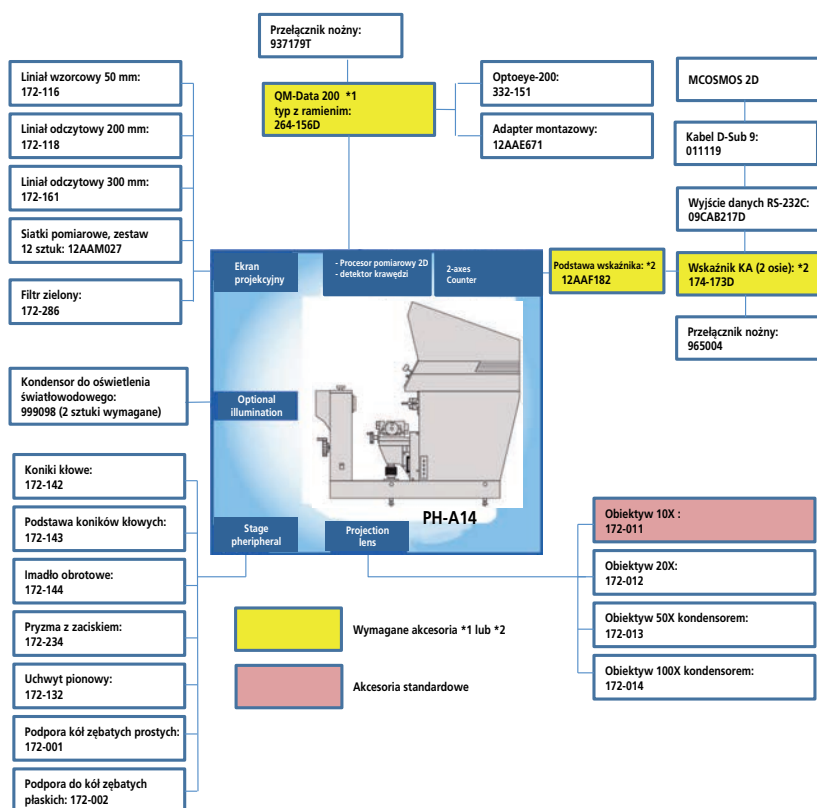 Przełącznik nożny:
937179T
Liniał wzorcowy 50 mm:
172-116
Liniał odczytowy 200 mm:
172-118
Liniał odczytowy 300 mm:
172-161
Siatki pomiarowe, zestaw
12 sztuk: 12AAM027
Filtr zielony:
172-286
QM-Data 200 *1
typ z ramienim:
264-156D
Optoeye-200:
332-151
Adapter montazowy:
12AAE671
MCOSMOS 2D
Kabel D-Sub 9:
011119
Wyjście danych RS-232C:
09CAB217D
Podstawa wskaźnika: *2
12AAF182
Wskaźnik KA (2 osie): *2
174-173D
Przełącznik nożny:
965004
Ekran
projekcyjny
- Procesor pomiarowy 2D
- detektor krawędzi
2-axes
Counter
Kondensor do oświetlenia
światłowodowego:
999098 (2 sztuki wymagane)
Optional
illumination
PH-A14
Stage
pheripheral
Projection
lens
Koniki kłowe:
172-142
Podstawa koników kłowych:
172-143
Imadło obrotowe:
172-144
Pryzma z zaciskiem:
172-234
Uchwyt pionowy:
172-132
Podpora kół zębatych prostych:
172-001
Podpora do kół zębatych
płaskich: 172-002
Obiektyw 10X :
172-011
Obiektyw 20X:
172-012
Obiektyw 50X kondensorem:
172-013
Obiektyw 100X kondensorem:
172-014
Wymagane akcesoria *1 lub *2
Akcesoria standardowe